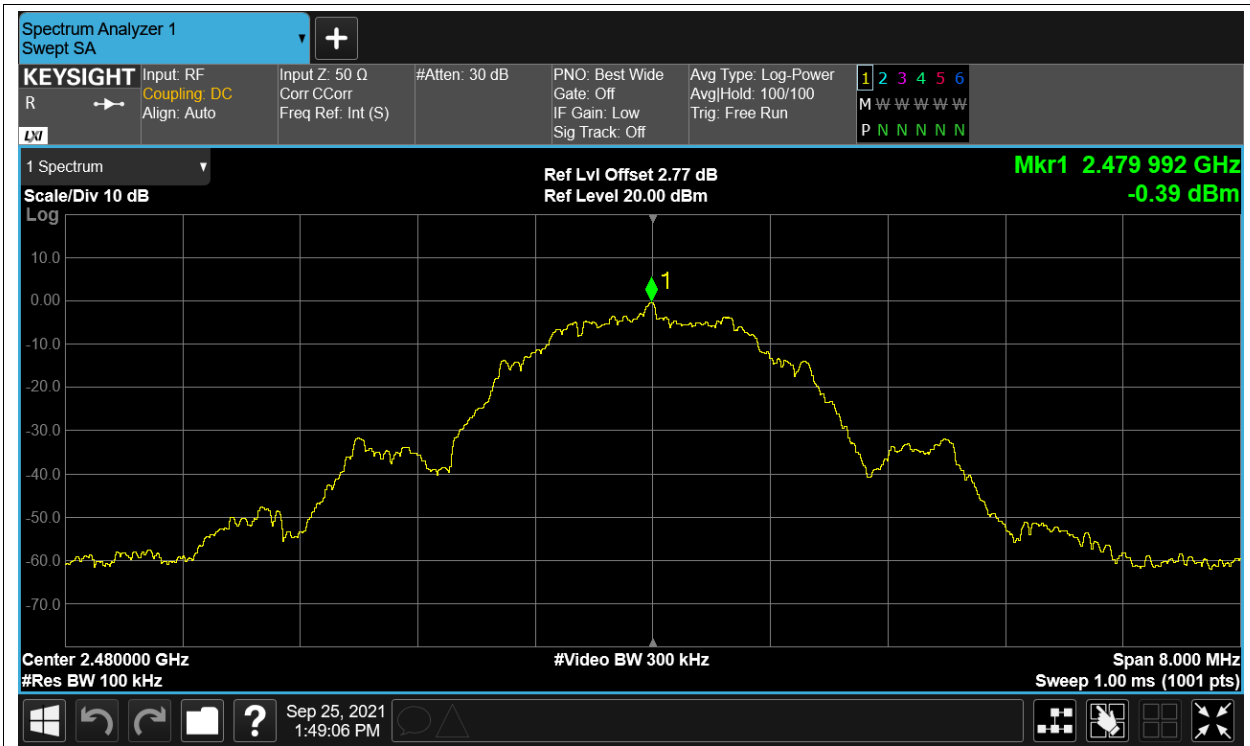 Spectrum Analyzer 1
Swept SA
KEYSIGHT
R
LXI
Input: RF
Coupling: DC
Align: Auto
Input Z: 50 Ω
Corr CCorr
Freq Ref: Int (S)
#Atten: 30 dB
PNO: Best Wide
Gate: Off
IF Gain: Low
Sig Track: Off
Avg Type: Log-Power
Avg|Hold: 100/100
Trig: Free Run
1 2 3 4 5 6
M W W W W W
P N N N N N
1 Spectrum
Scale/Div 10 dB
Log
Ref Lvl Offset 2.77 dB
Ref Level 20.00 dBm
Mkr1 2.479 992 GHz
-0.39 dBm
1
10.0
0.00
-10.0
-20.0
-30.0
-40.0
-50.0
-60.0
-70.0
Center 2.480000 GHz
#Res BW 100 kHz
#Video BW 300 kHz
Span 8.000 MHz
Sweep 1.00 ms (1001 pts)
?
Sep 25, 2021
1:49:06 PM